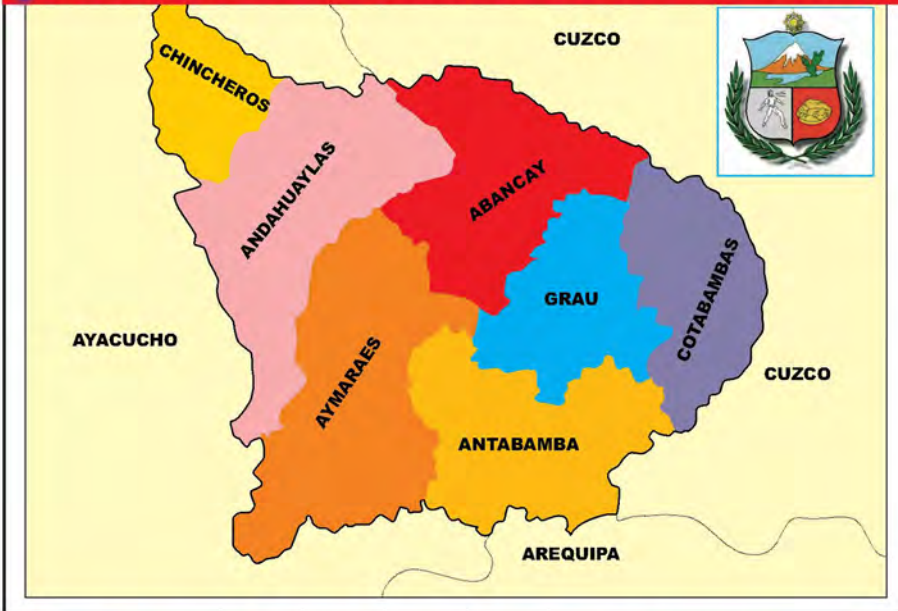 CUZCO
CHINCHEROS
ANDAHUAYLAS
ABANCAY
GRAU
COTABAMBAS
AYACUCHO
AYMARAES
CUZCO
ANTABAMBA
AREQUIPA